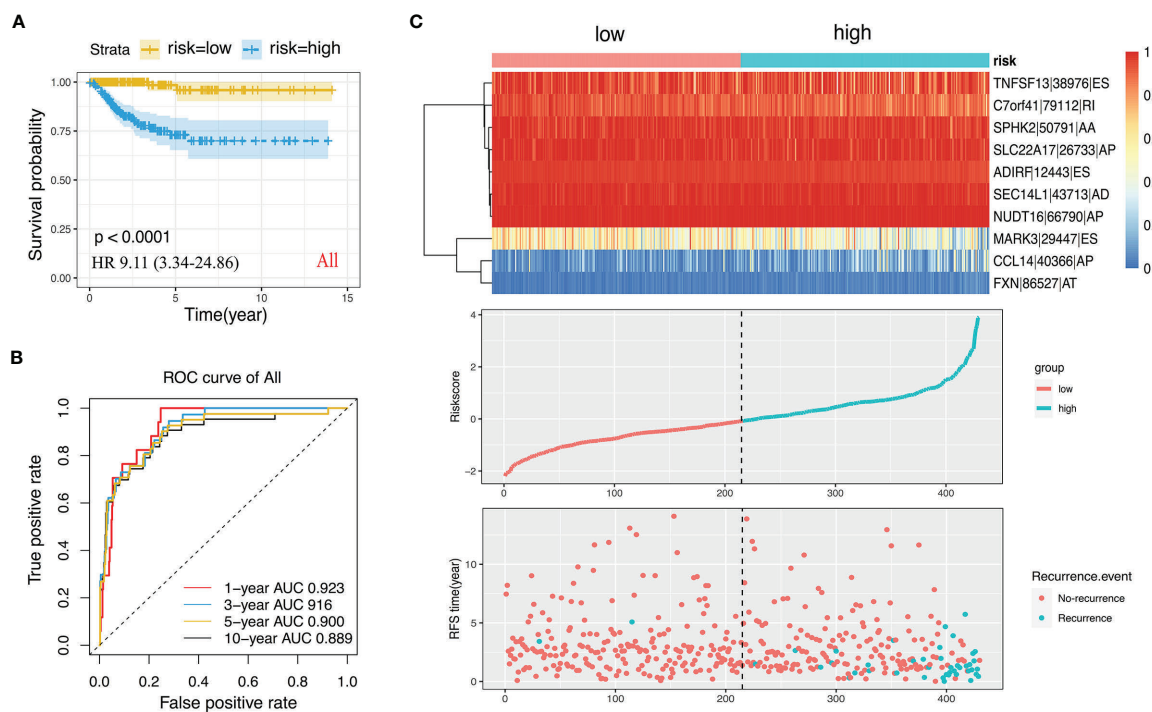 A
Strata risk=low risk=high
Survival probability
1.00
0.75
0.50
0.25
0.00
p < 0.0001
HR 9.11 (3.34-24.86)
All
0 5 10 15
Time(year)
B
ROC curve of All
True positive rate
1.0
0.8
0.6
0.4
0.2
0.0
1-year AUC 0.923
3-year AUC 916
5-year AUC 0.900
10-year AUC 0.889
0.0 0.2 0.4 0.6 0.8 1.0
False positive rate
C
low high
risk
TNFSF13|38976|ES
C7orf41|79112|RI
SPHK2|50791|AA
SLC22A17|26733|AP
ADIRF|12443|ES
SEC14L1|43713|AD
NUDT16|66790|AP
MARK3|29447|ES
CCL14|40366|AP
FXN|86527|AT
1
0
0
0
0
0
Riskscore
4
2
0
-2
0 100 200 300 400
group
low
high
RFS time(year)
10
5
0
0 100 200 300 400
Recurrence.event
No-recurrence
Recurrence